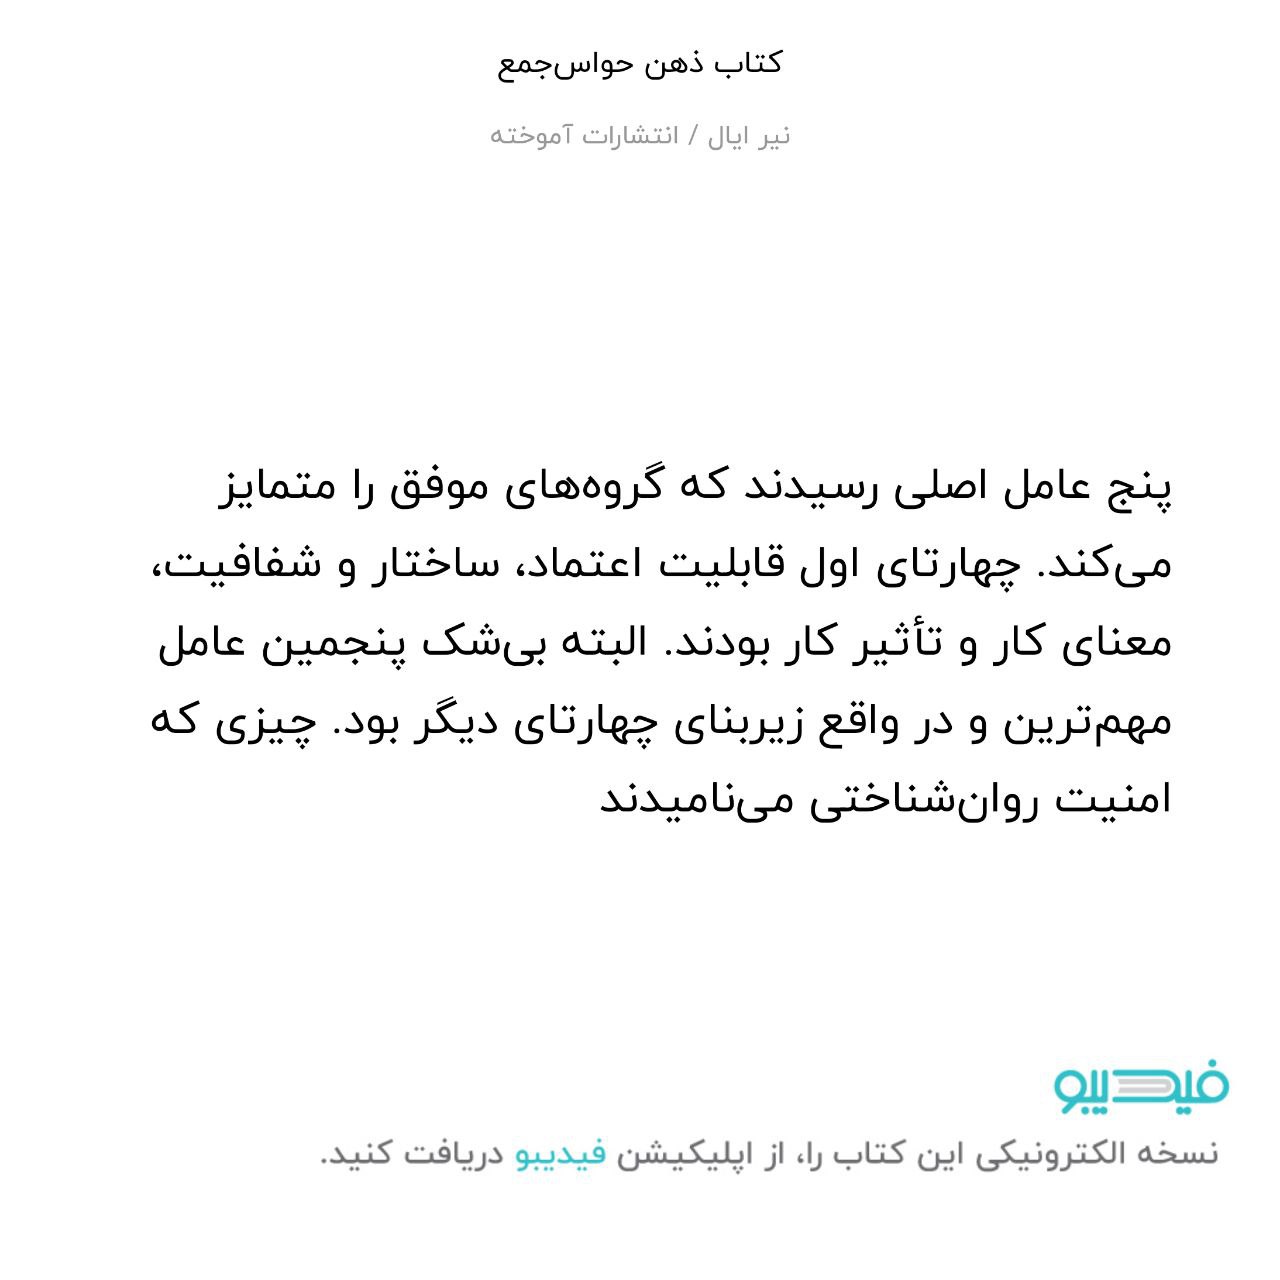 کتاب ذهن حواس‌جمع
نیر ایال / انتشارات آموخته
پنج عامل اصلی رسیدند که گروه‌های موفق را متمایز
می‌کند. چهارتای اول قابلیت اعتماد، ساختار و شفافیت،
معنای کار و تأثیر کار بودند. البته بی‌شک پنجمین عامل
مهم‌ترین و در واقع زیربنای چهارتای دیگر بود. چیزی که
امنیت روان‌شناختی می‌نامیدند
فیدیبو
نسخه الکترونیکی این کتاب را، از اپلیکیشن فیدیبو دریافت کنید.